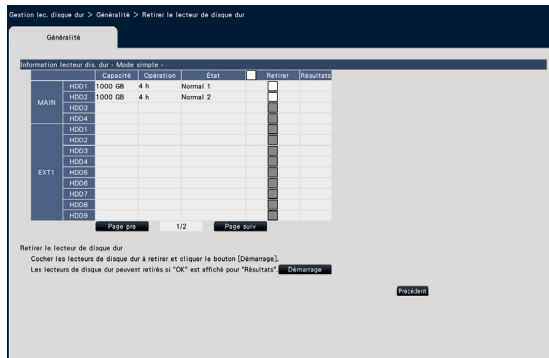 Gestion lec. disque dur > Généralité > Retirer le lecteur de disque dur
Généralité
Information lecteur dis. dur - Mode simple -
Capacité Opération État Retirer Résultats
MAIN
HDD1 1000 GB 4 h Normal 1
HDD2 1000 GB 4 h Normal 2
HDD3
HDD4
EXT1
HDD1
HDD2
HDD3
HDD4
HDD5
HDD6
HDD7
HDD8
HDD9
Page pre 1/2 Page suiv
Retirer le lecteur de disque dur
Cocher les lecteurs de disque dur à retirer et cliquer le bouton [Démarrage].
Les lecteurs de disque dur peuvent retirés si "OK" est affiché pour "Résultats". Démarrage
Précédent